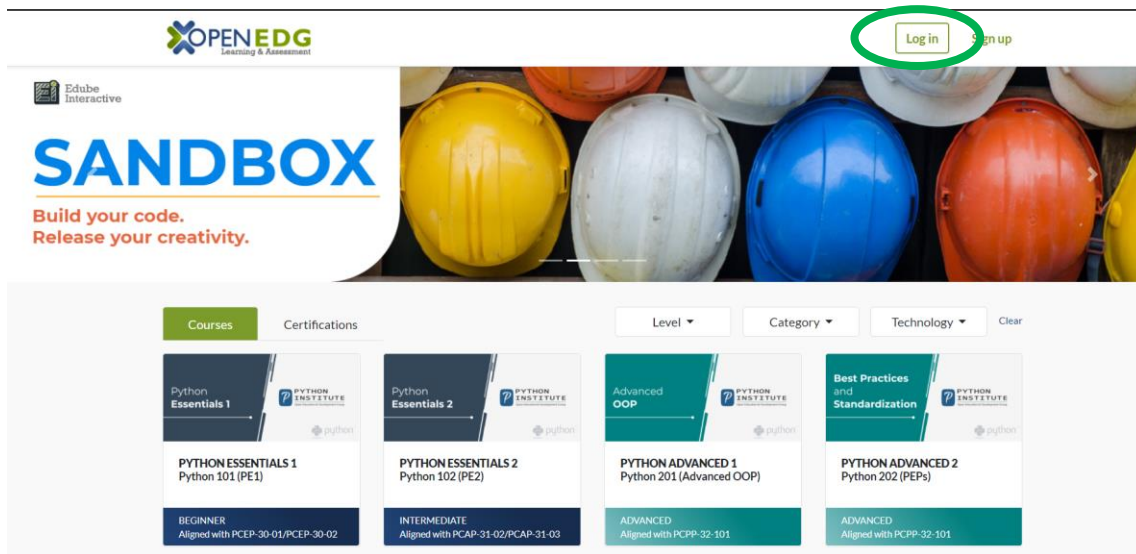 OPENEDG
Learning & Assessment
Log in
Sign up
Edube
Interactive
SANDBOX
Build your code.
Release your creativity.
Courses
Certifications
Level
Category
Technology
Clear
Python
Essentials 1
PYTHON
INSTITUTE
python
PYTHON ESSENTIALS 1
Python 101 (PE1)
BEGINNER
Aligned with PCEP-30-01/PCEP-30-02
Python
Essentials 2
PYTHON
INSTITUTE
python
PYTHON ESSENTIALS 2
Python 102 (PE2)
INTERMEDIATE
Aligned with PCAP-31-02/PCAP-31-03
Advanced
OOP
PYTHON
INSTITUTE
python
PYTHON ADVANCED 1
Python 201 (Advanced OOP)
ADVANCED
Aligned with PCPP-32-101
Best Practices
and
Standardization
PYTHON
INSTITUTE
python
PYTHON ADVANCED 2
Python 202 (PEPs)
ADVANCED
Aligned with PCPP-32-101